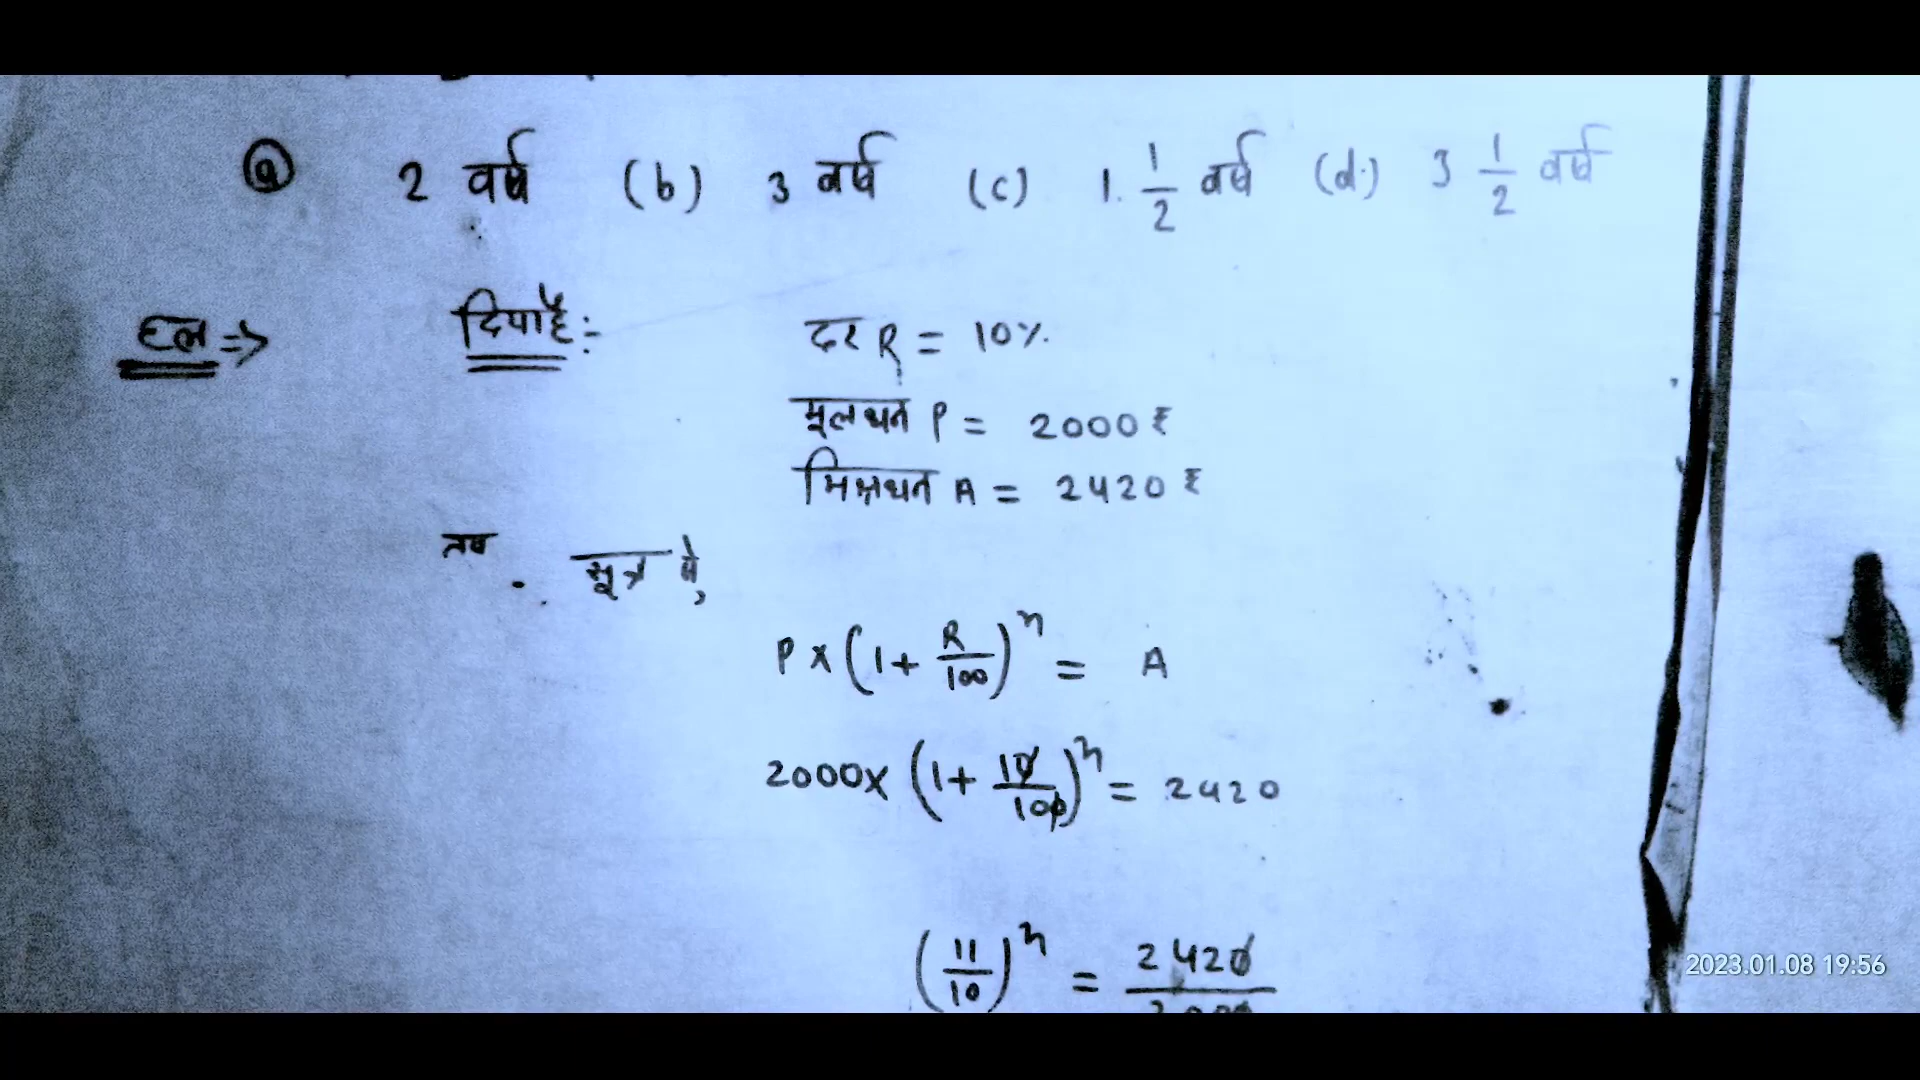 (a) 2 वर्ष (b) 3 वर्ष (c) 1. 1/2 वर्ष (d.) 3 1/2 वर्ष
हल => दिया है :- दर R = 10%.
मूलधन P = 2000 ₹
मिश्रधन A = 2420 ₹
तब सूत्र से,
P x (1 + R/100)^n = A
2000 x (1 + 10/100)^n = 2420
(11/10)^n = 2420/2000
2023.01.08 19:56